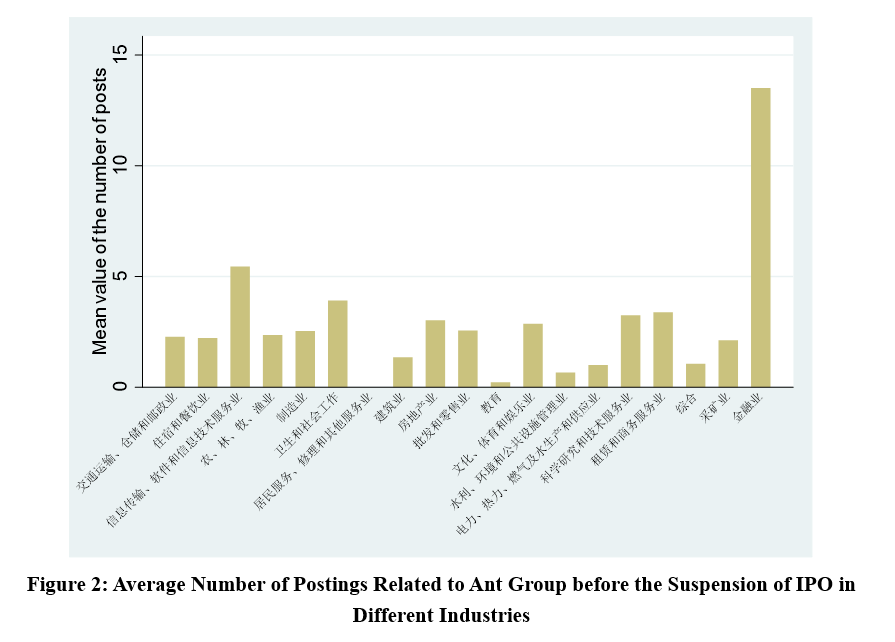 Mean value of the number of posts
15
10
5
0
交通运输、仓储和邮政业
住宿和餐饮业
信息传输、软件和信息技术服务业
农、林、牧、渔业
制造业
卫生和社会工作
居民服务、修理和其他服务业
建筑业
房地产业
批发和零售业
教育
文化、体育和娱乐业
水利、环境和公共设施管理业
电力、热力、燃气及水生产和供应业
科学研究和技术服务业
租赁和商务服务业
综合
采矿业
金融业
Figure 2: Average Number of Postings Related to Ant Group before the Suspension of IPO in
Different Industries